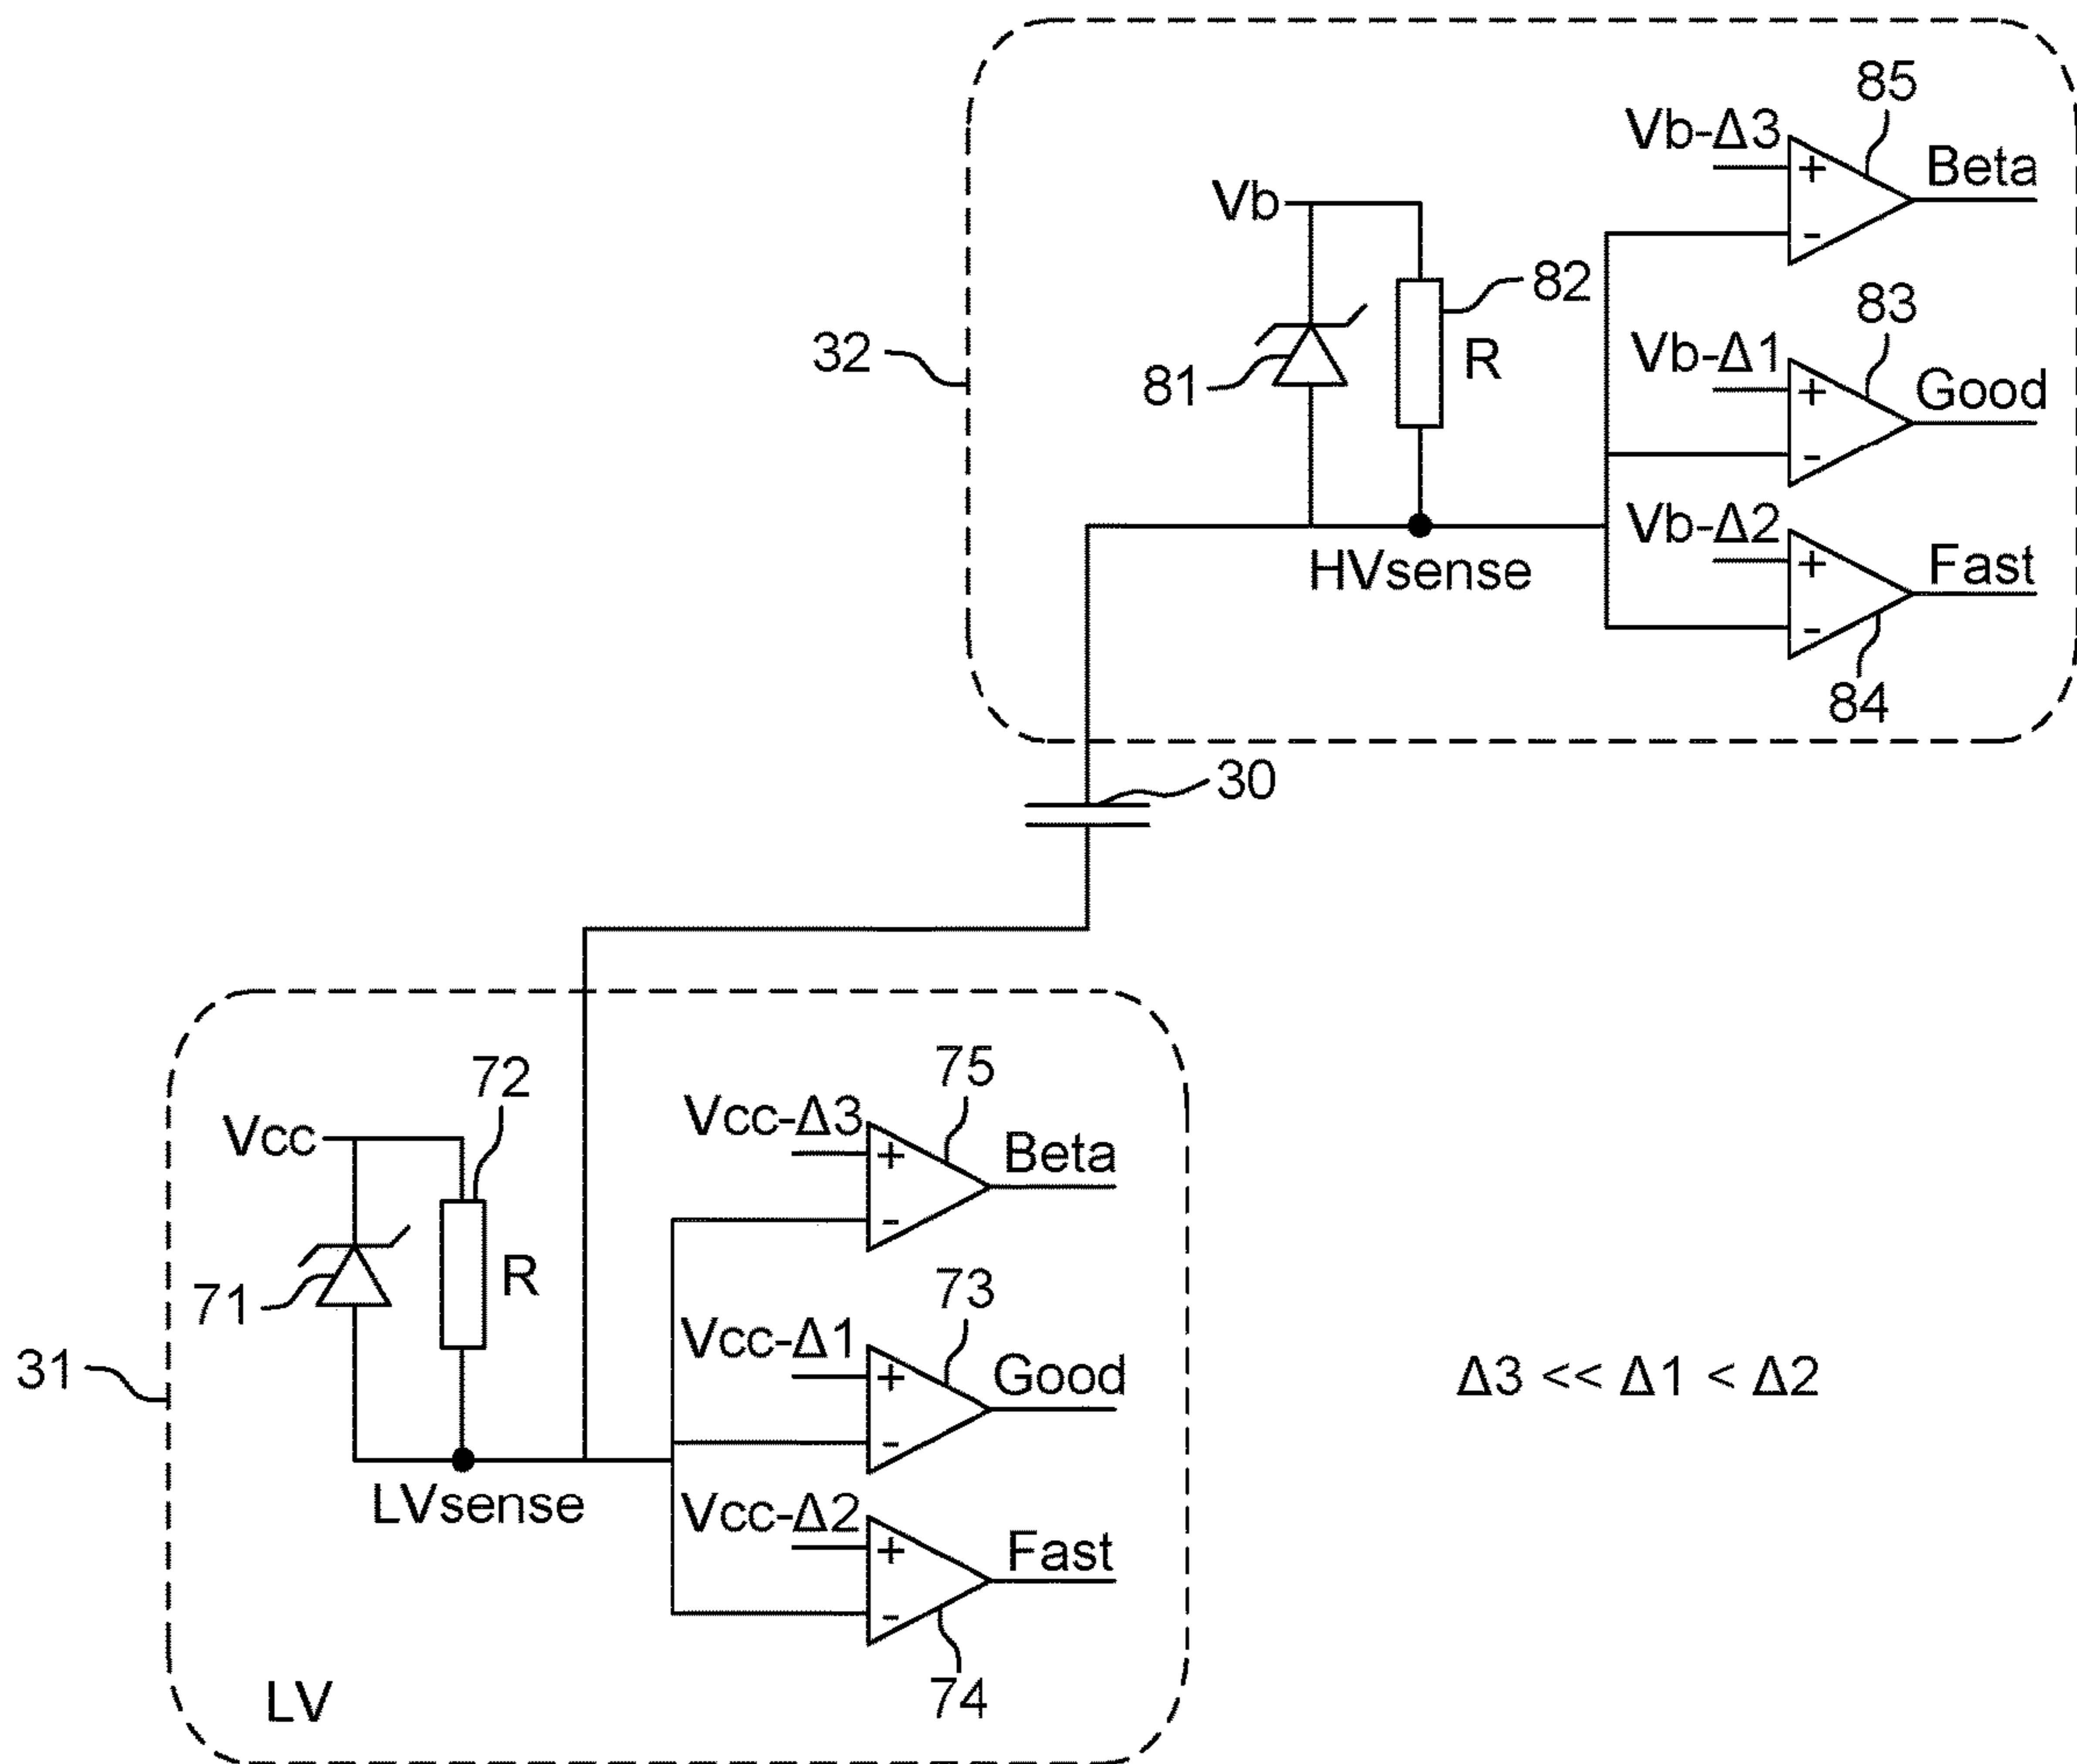 85
Vb-Δ3
+
-
Beta
Vb
82
R
81
32
83
Vb-Δ1
+
-
Good
Vb-Δ2
+
-
Fast
HVsense
84
30
72
75
Vcc-Δ3
+
-
Beta
Vcc
R
71
31
73
Vcc-Δ1
+
-
Good
Δ3 << Δ1 < Δ2
LVsense
Vcc-Δ2
+
-
Fast
74
LV